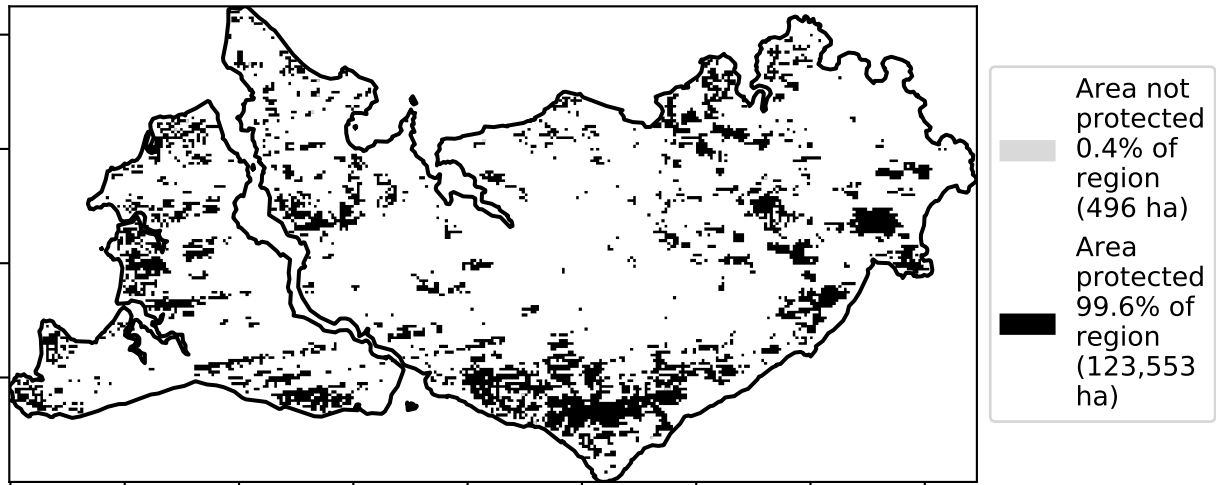 Area not
protected
0.4% of
region
(496 ha)
Area
protected
99.6% of
region
(123,553
ha)